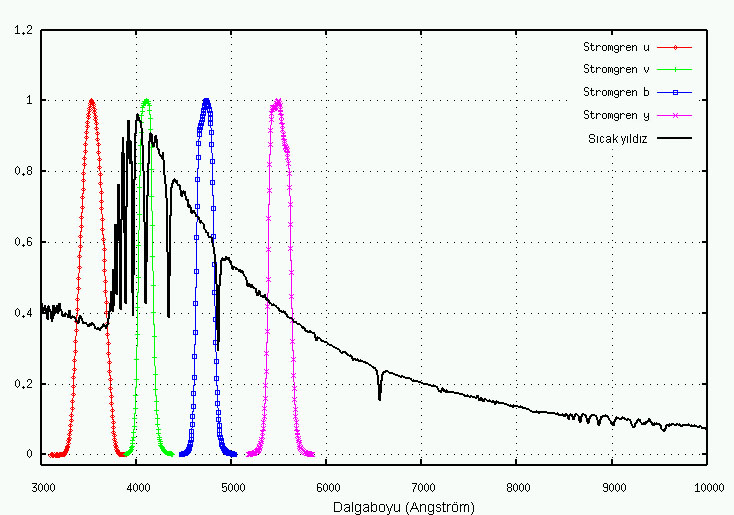 1,2
1
0,8
0,6
0,4
0,2
0
Stromgren u
Stromgren v
Stromgren b
Stromgren y
Sıcak yıldız
3000 4000 5000 6000 7000 8000 9000 10000
Dalgaboyu (Angström)